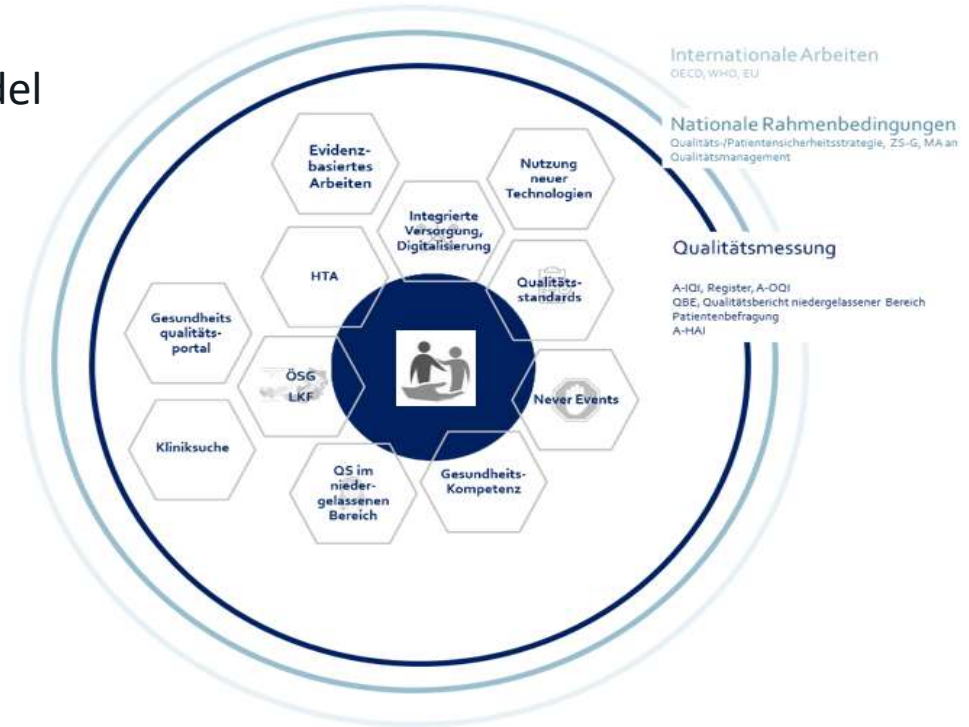 del
Internationale Arbeiten
OECD, WHO, EU
Nationale Rahmenbedingungen
Qualitäts-/Patientensicherheitsstrategie, ZS-G, MA an
Qualitätsmanagement
Qualitätsmessung
A-IQI, Register, A-OQI
QBE, Qualitätsbericht niedergelassener Bereich
Patientenbefragung
A-HAI
Evidenz-
basiertes
Arbeiten
Nutzung
neuer
Technologien
Integrierte
Versorgung,
Digitalisierung
HTA
Qualitäts-
standards
Gesundheits
qualitäts-
portal
ÖSG
LKF
Never Events
Kliniksuche
QS im
nieder-
gelassenen
Bereich
Gesundheits-
Kompetenz